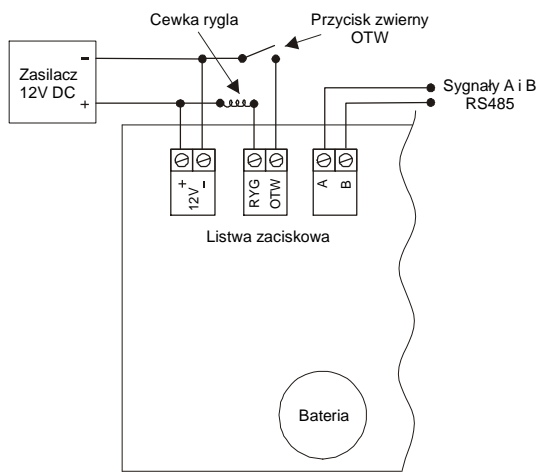 Cewka rygla
Przycisk zwierny
OTW
Zasilacz
12V DC
-
+
Sygnały A i B
RS485
+
12V -
RYG
OTW
A
B
Listwa zaciskowa
Bateria